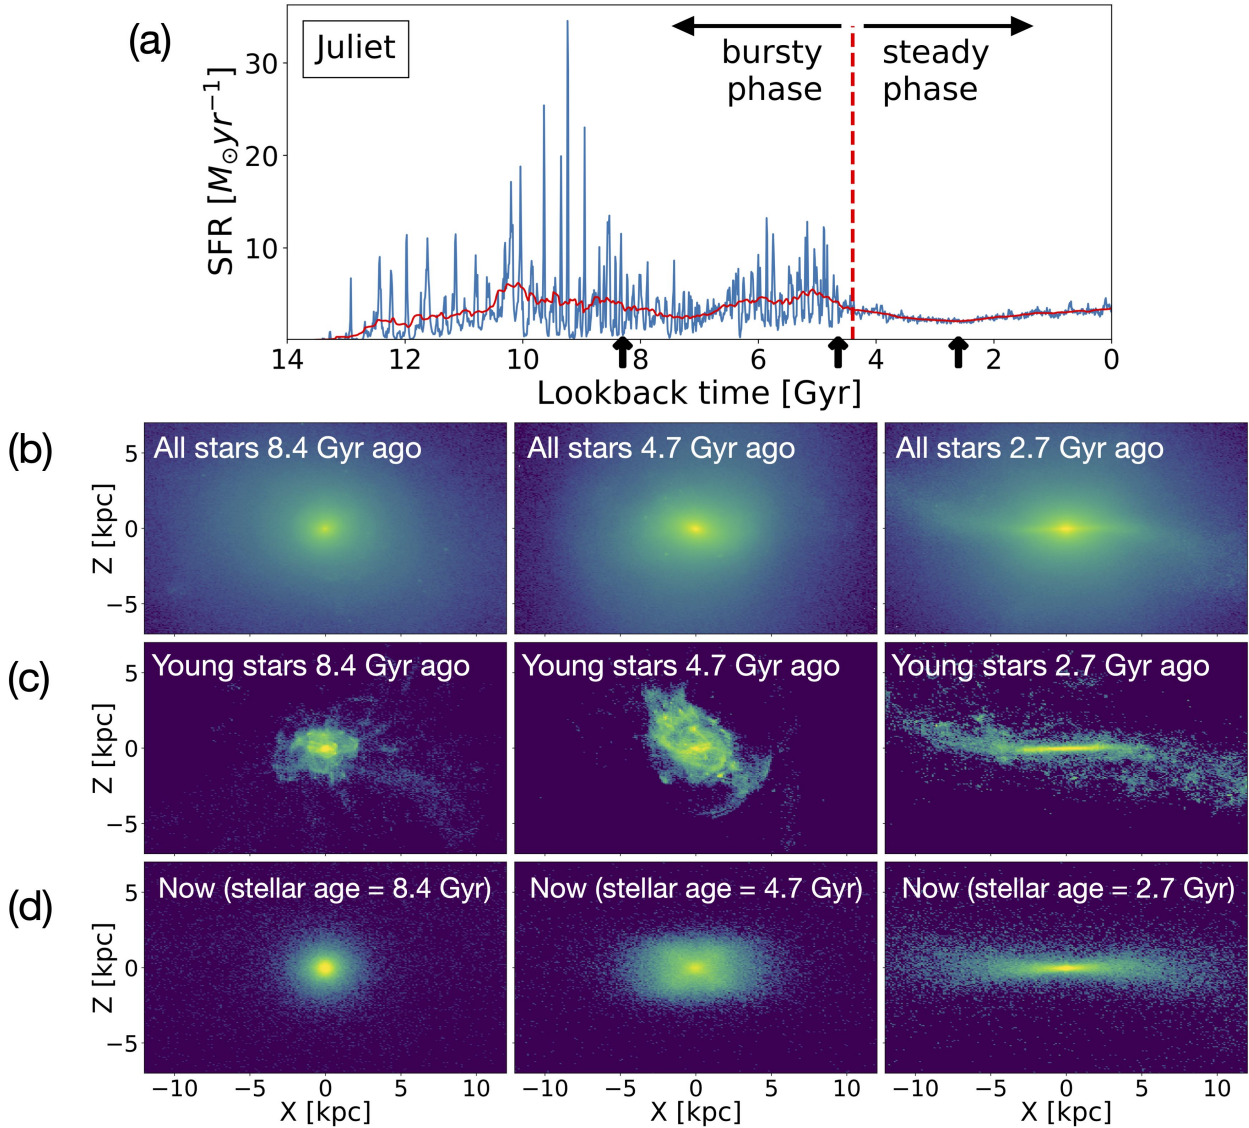 (a)
Juliet
bursty phase
steady phase
SFR [M⊙yr−1]
30
20
10
14 12 10 8 6 4 2 0
Lookback time [Gyr]
(b)
All stars 8.4 Gyr ago
All stars 4.7 Gyr ago
All stars 2.7 Gyr ago
Z [kpc]
5
0
−5
(c)
Young stars 8.4 Gyr ago
Young stars 4.7 Gyr ago
Young stars 2.7 Gyr ago
Z [kpc]
5
0
−5
(d)
Now (stellar age = 8.4 Gyr)
Now (stellar age = 4.7 Gyr)
Now (stellar age = 2.7 Gyr)
Z [kpc]
5
0
−5
−10 −5 0 5 10
−10 −5 0 5 10
−10 −5 0 5 10
X [kpc]
X [kpc]
X [kpc]